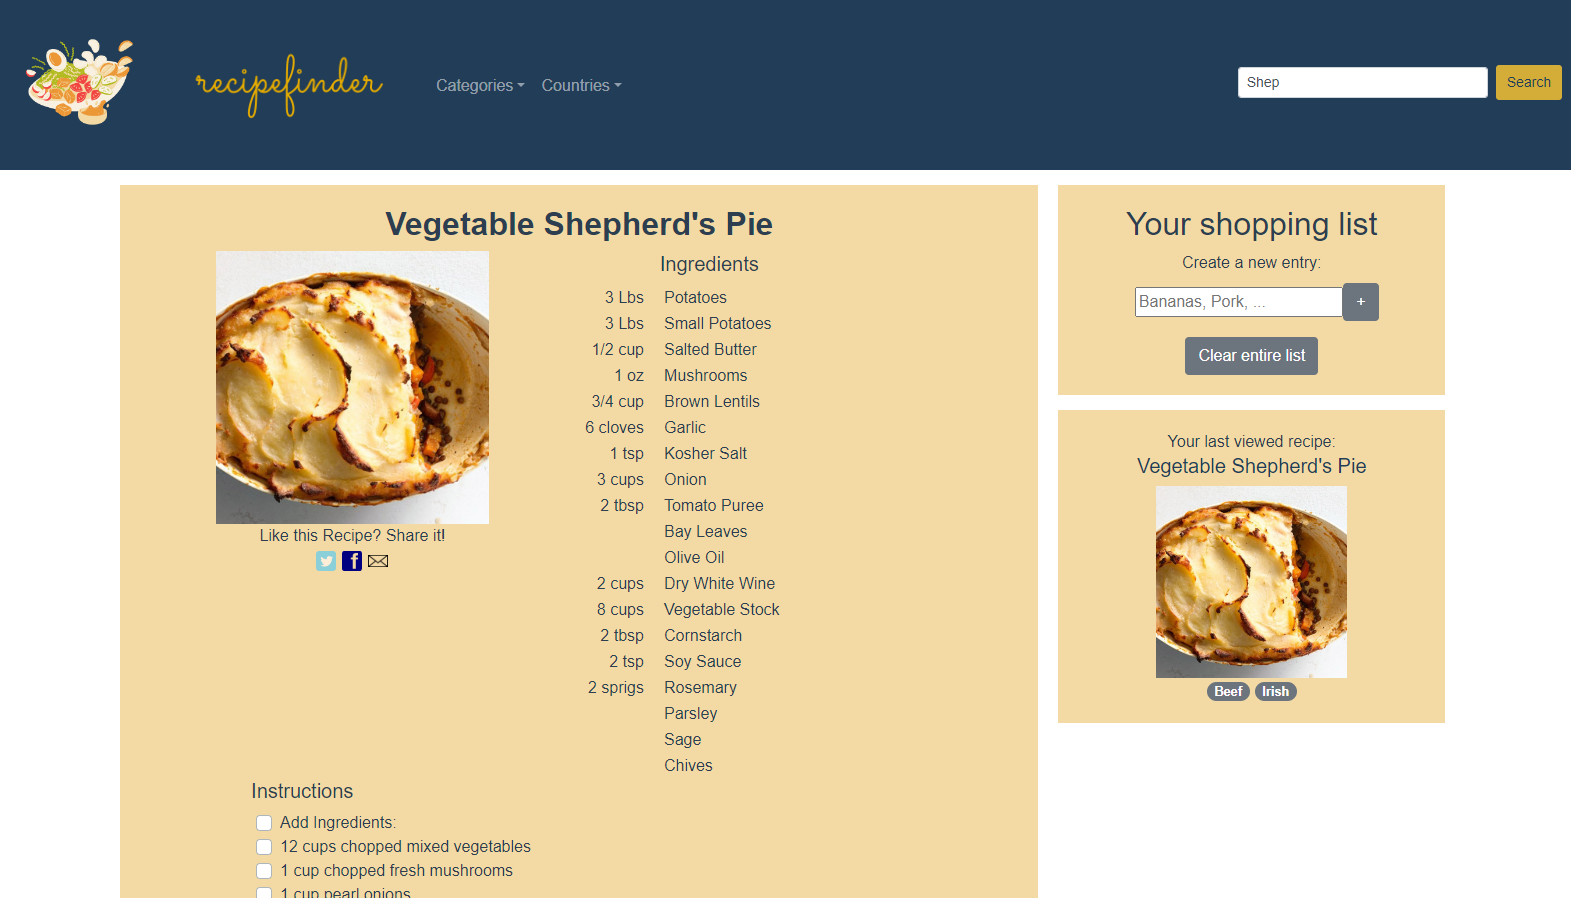 recipefinder
Categories
Countries
Shep
Search
Vegetable Shepherd's Pie
Ingredients
3 Lbs Potatoes
3 Lbs Small Potatoes
1/2 cup Salted Butter
1 oz Mushrooms
3/4 cup Brown Lentils
6 cloves Garlic
1 tsp Kosher Salt
3 cups Onion
2 tbsp Tomato Puree
Bay Leaves
Olive Oil
2 cups Dry White Wine
8 cups Vegetable Stock
2 tbsp Cornstarch
2 tsp Soy Sauce
2 sprigs Rosemary
Parsley
Sage
Chives
Like this Recipe? Share it!
Instructions
Add Ingredients:
12 cups chopped mixed vegetables
1 cup chopped fresh mushrooms
1 cup pearl onions
Your shopping list
Create a new entry:
Bananas, Pork, ...
+
Clear entire list
Your last viewed recipe:
Vegetable Shepherd's Pie
Beef Irish